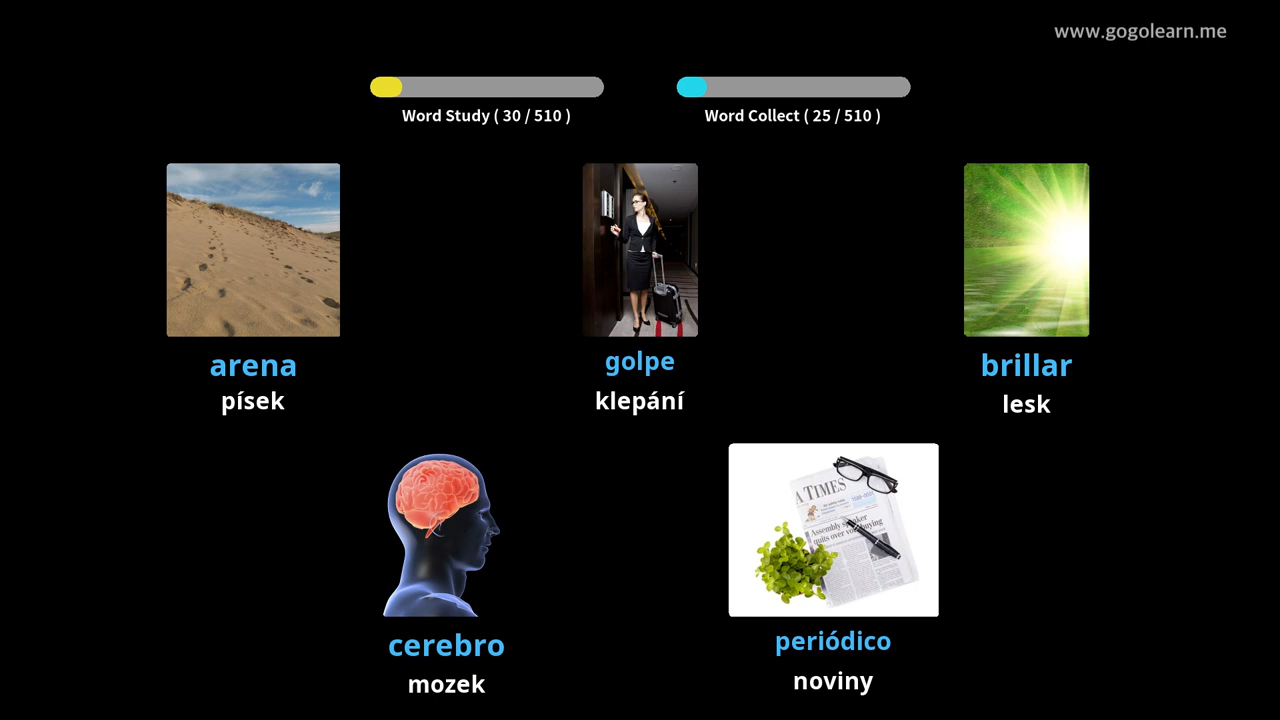 www.gogolearn.me
Word Study ( 30 / 510 )
Word Collect ( 25 / 510 )
arena
písek
golpe
klepání
brillar
lesk
A TIMES
cerebro
mozek
periódico
noviny